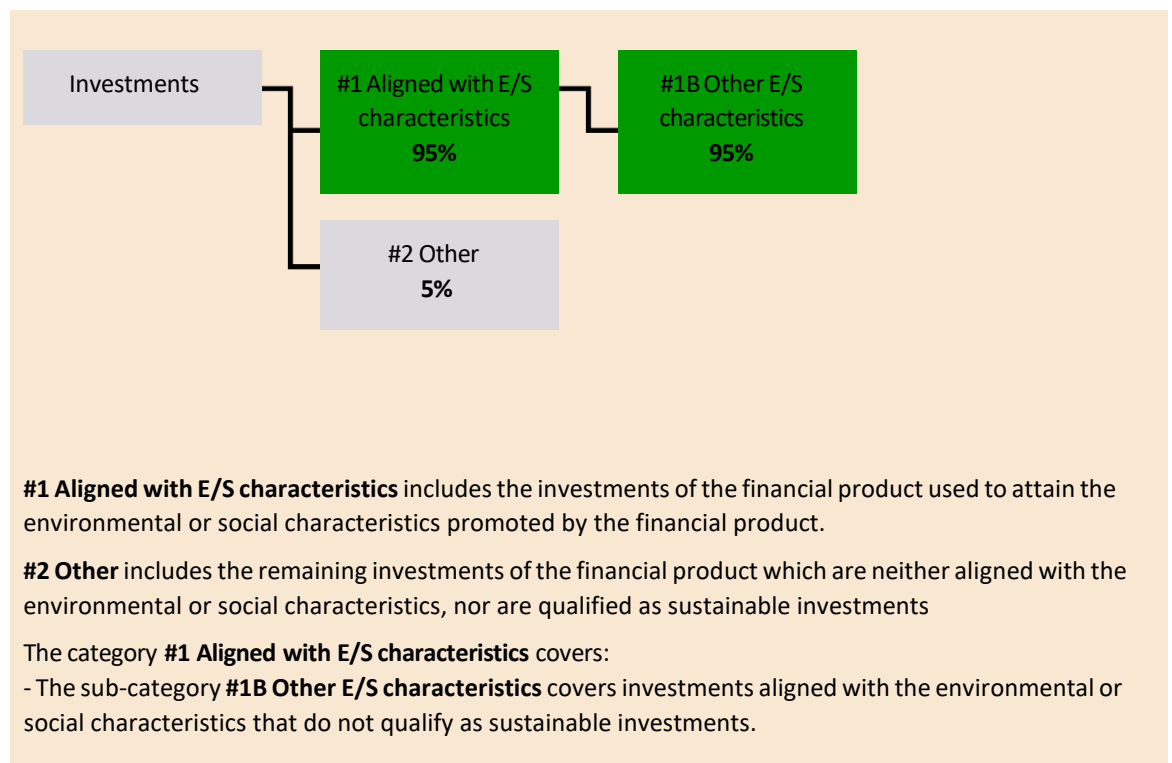 Investments
#1 Aligned with E/S
characteristics
95%
#1B Other E/S
characteristics
95%
#2 Other
5%
#1 Aligned with E/S characteristics includes the investments of the financial product used to attain the
environmental or social characteristics promoted by the financial product.
#2 Other includes the remaining investments of the financial product which are neither aligned with the
environmental or social characteristics, nor are qualified as sustainable investments
The category #1 Aligned with E/S characteristics covers:
- The sub-category #1B Other E/S characteristics covers investments aligned with the environmental or
social characteristics that do not qualify as sustainable investments.